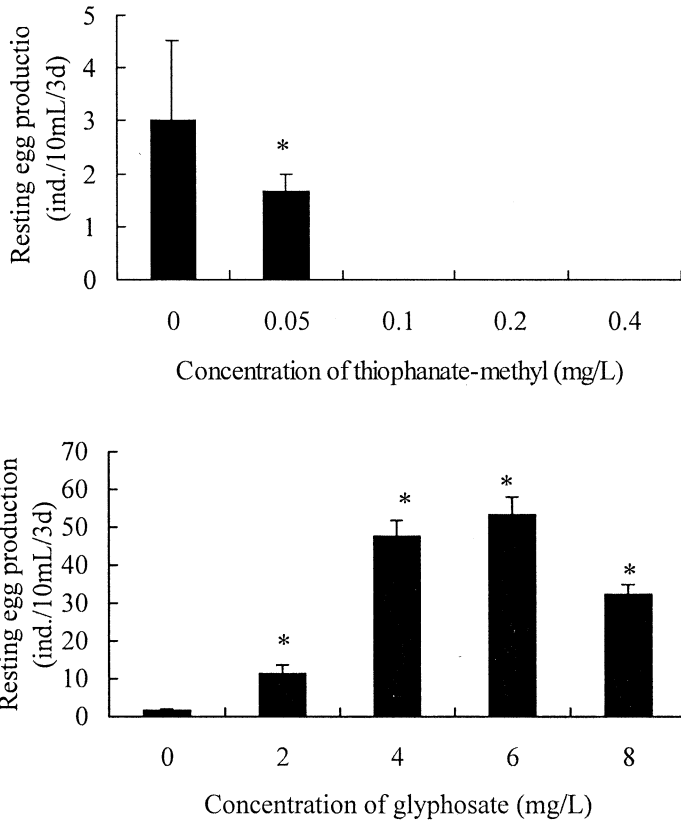 Resting egg productio
(ind./10mL/3d)
5
4
3
2
1
0
*
0 0.05 0.1 0.2 0.4
Concentration of thiophanate-methyl (mg/L)
Resting egg production
(ind./10mL/3d)
70
60
50
40
30
20
10
0
* * * *
0 2 4 6 8
Concentration of glyphosate (mg/L)